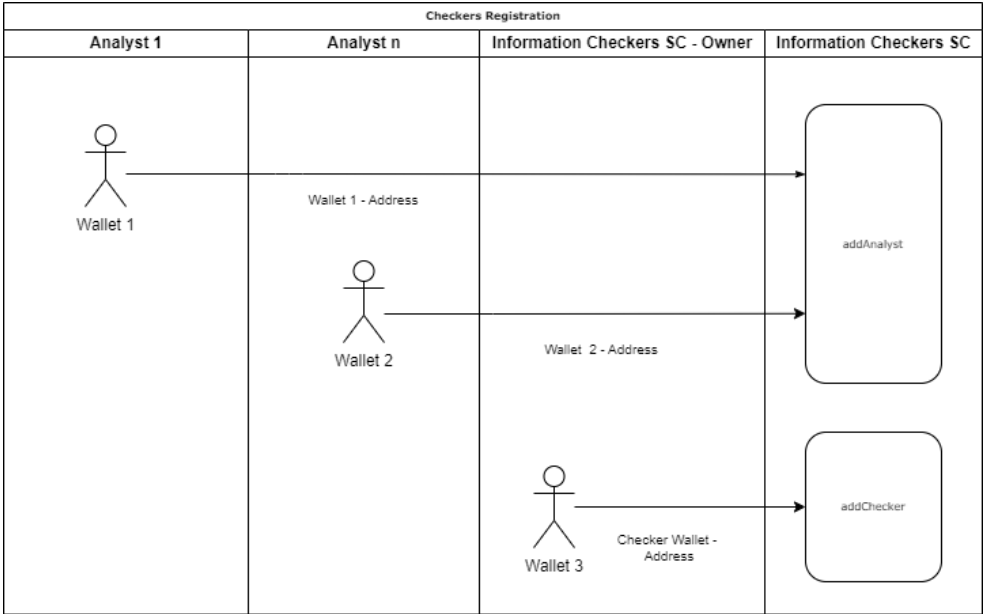 Checkers Registration
Analyst 1
Analyst n
Information Checkers SC - Owner
Information Checkers SC
Wallet 1
Wallet 1 - Address
addAnalyst
Wallet 2
Wallet  2 - Address
Wallet 3
Checker Wallet -
Address
addChecker